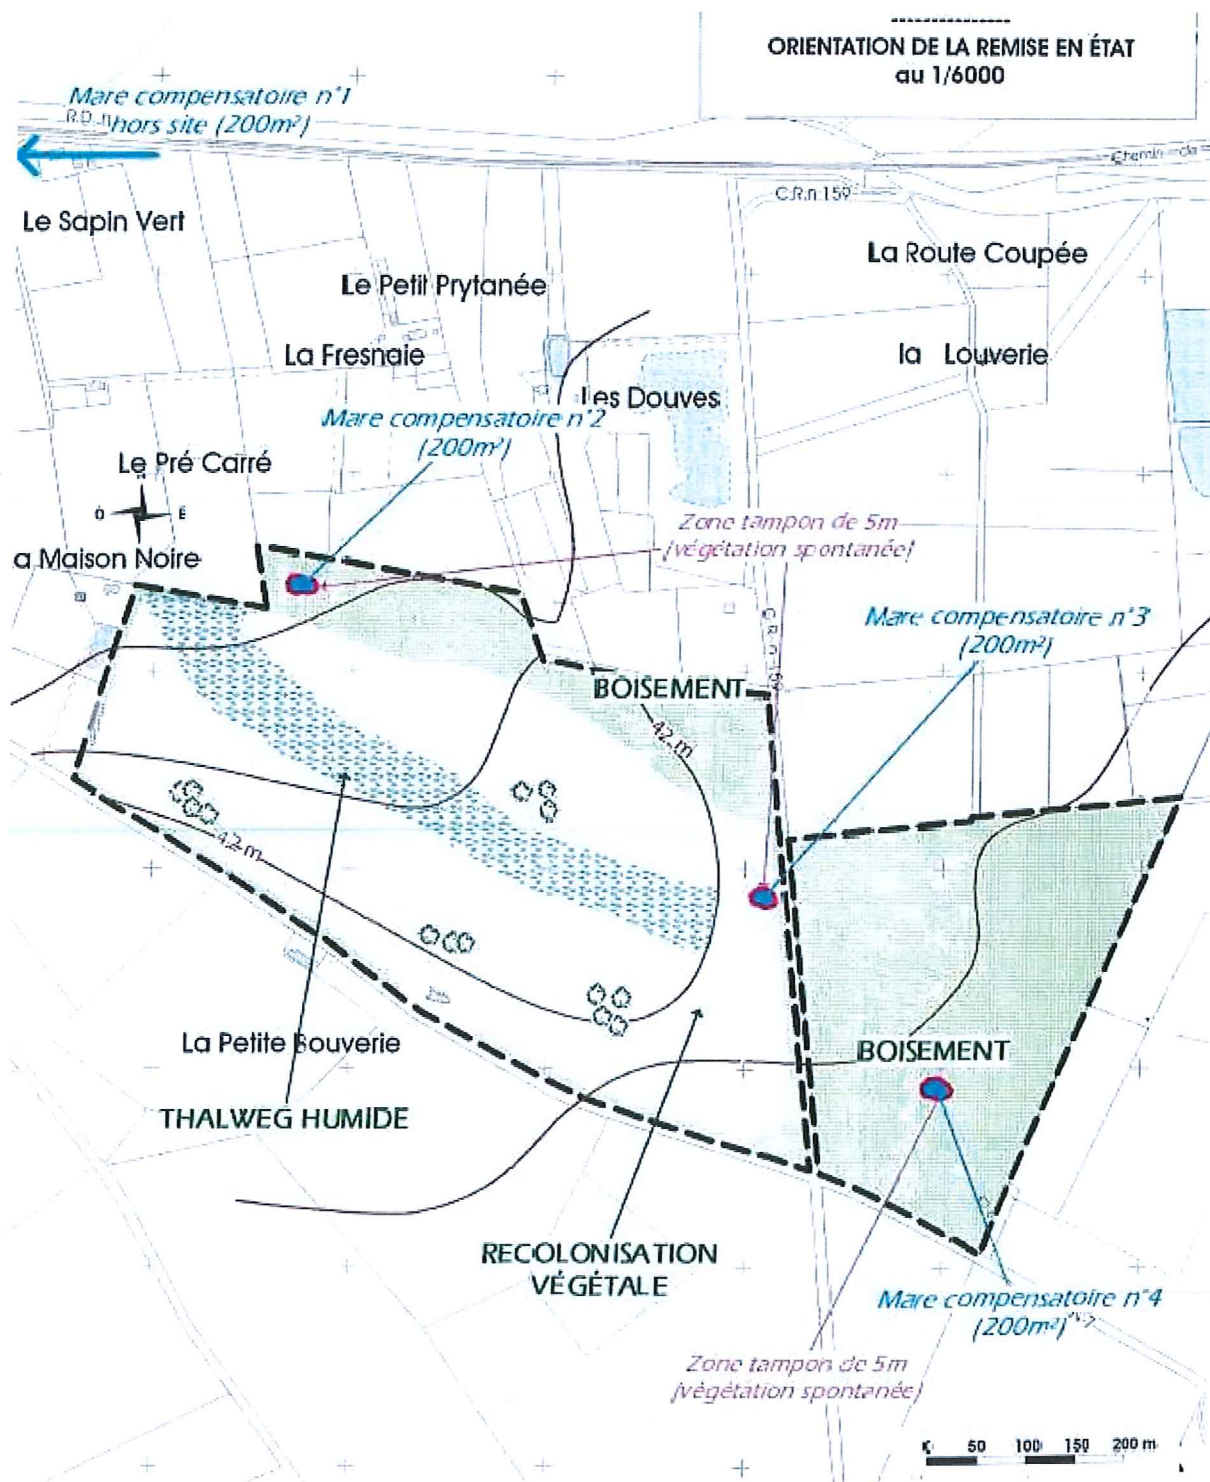 ORIENTATION DE LA REMISE EN ÉTAT
au 1/6000
Mare compensatoire n°1
hors site (200m²)
R.D.
Chemin de
C.R.n 159
Le Sapin Vert
La Route Coupée
Le Petit Prytanée
La Fresnaie
la Louverie
Les Douves
Mare compensatoire n°2
(200m²)
Le Pré Carré
O E
Zone tampon de 5m
(végétation spontanée)
a Maison Noire
Mare compensatoire n°3
(200m²)
BOISEMENT
42 m
42 m
La Petite Bouverie
BOISEMENT
THALWEG HUMIDE
RECOLONISATION
VÉGÉTALE
Mare compensatoire n°4
(200m²)
Zone tampon de 5m
(végétation spontanée)
50 100 150 200 m